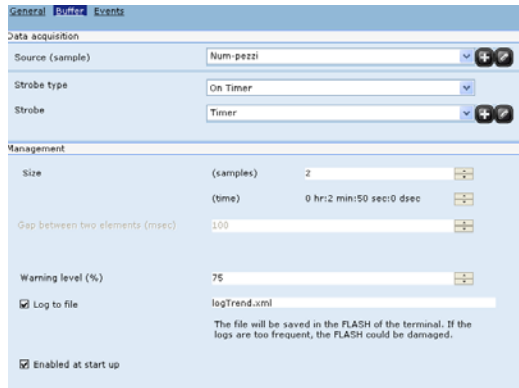 General Buffer Events
Data acquisition
Source (sample) Num-pezzi
Strobe type On Timer
Strobe Timer
Management
Size (samples) 2
(time) 0 hr:2 min:50 sec:0 dsec
Gap between two elements (msec) 100
Warning level (%) 75
Log to file logTrend.xml
The file will be saved in the FLASH of the terminal. If the
logs are too frequent, the FLASH could be damaged.
Enabled at start up